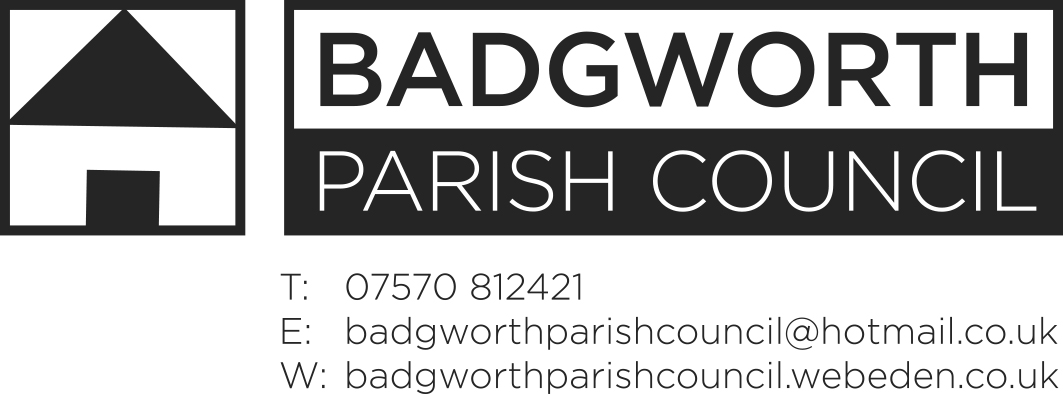 BADGWORTH
PARISH COUNCIL
T: 07570 812421
E: badgworthparishcouncil@hotmail.co.uk
W: badgworthparishcouncil.webeden.co.uk